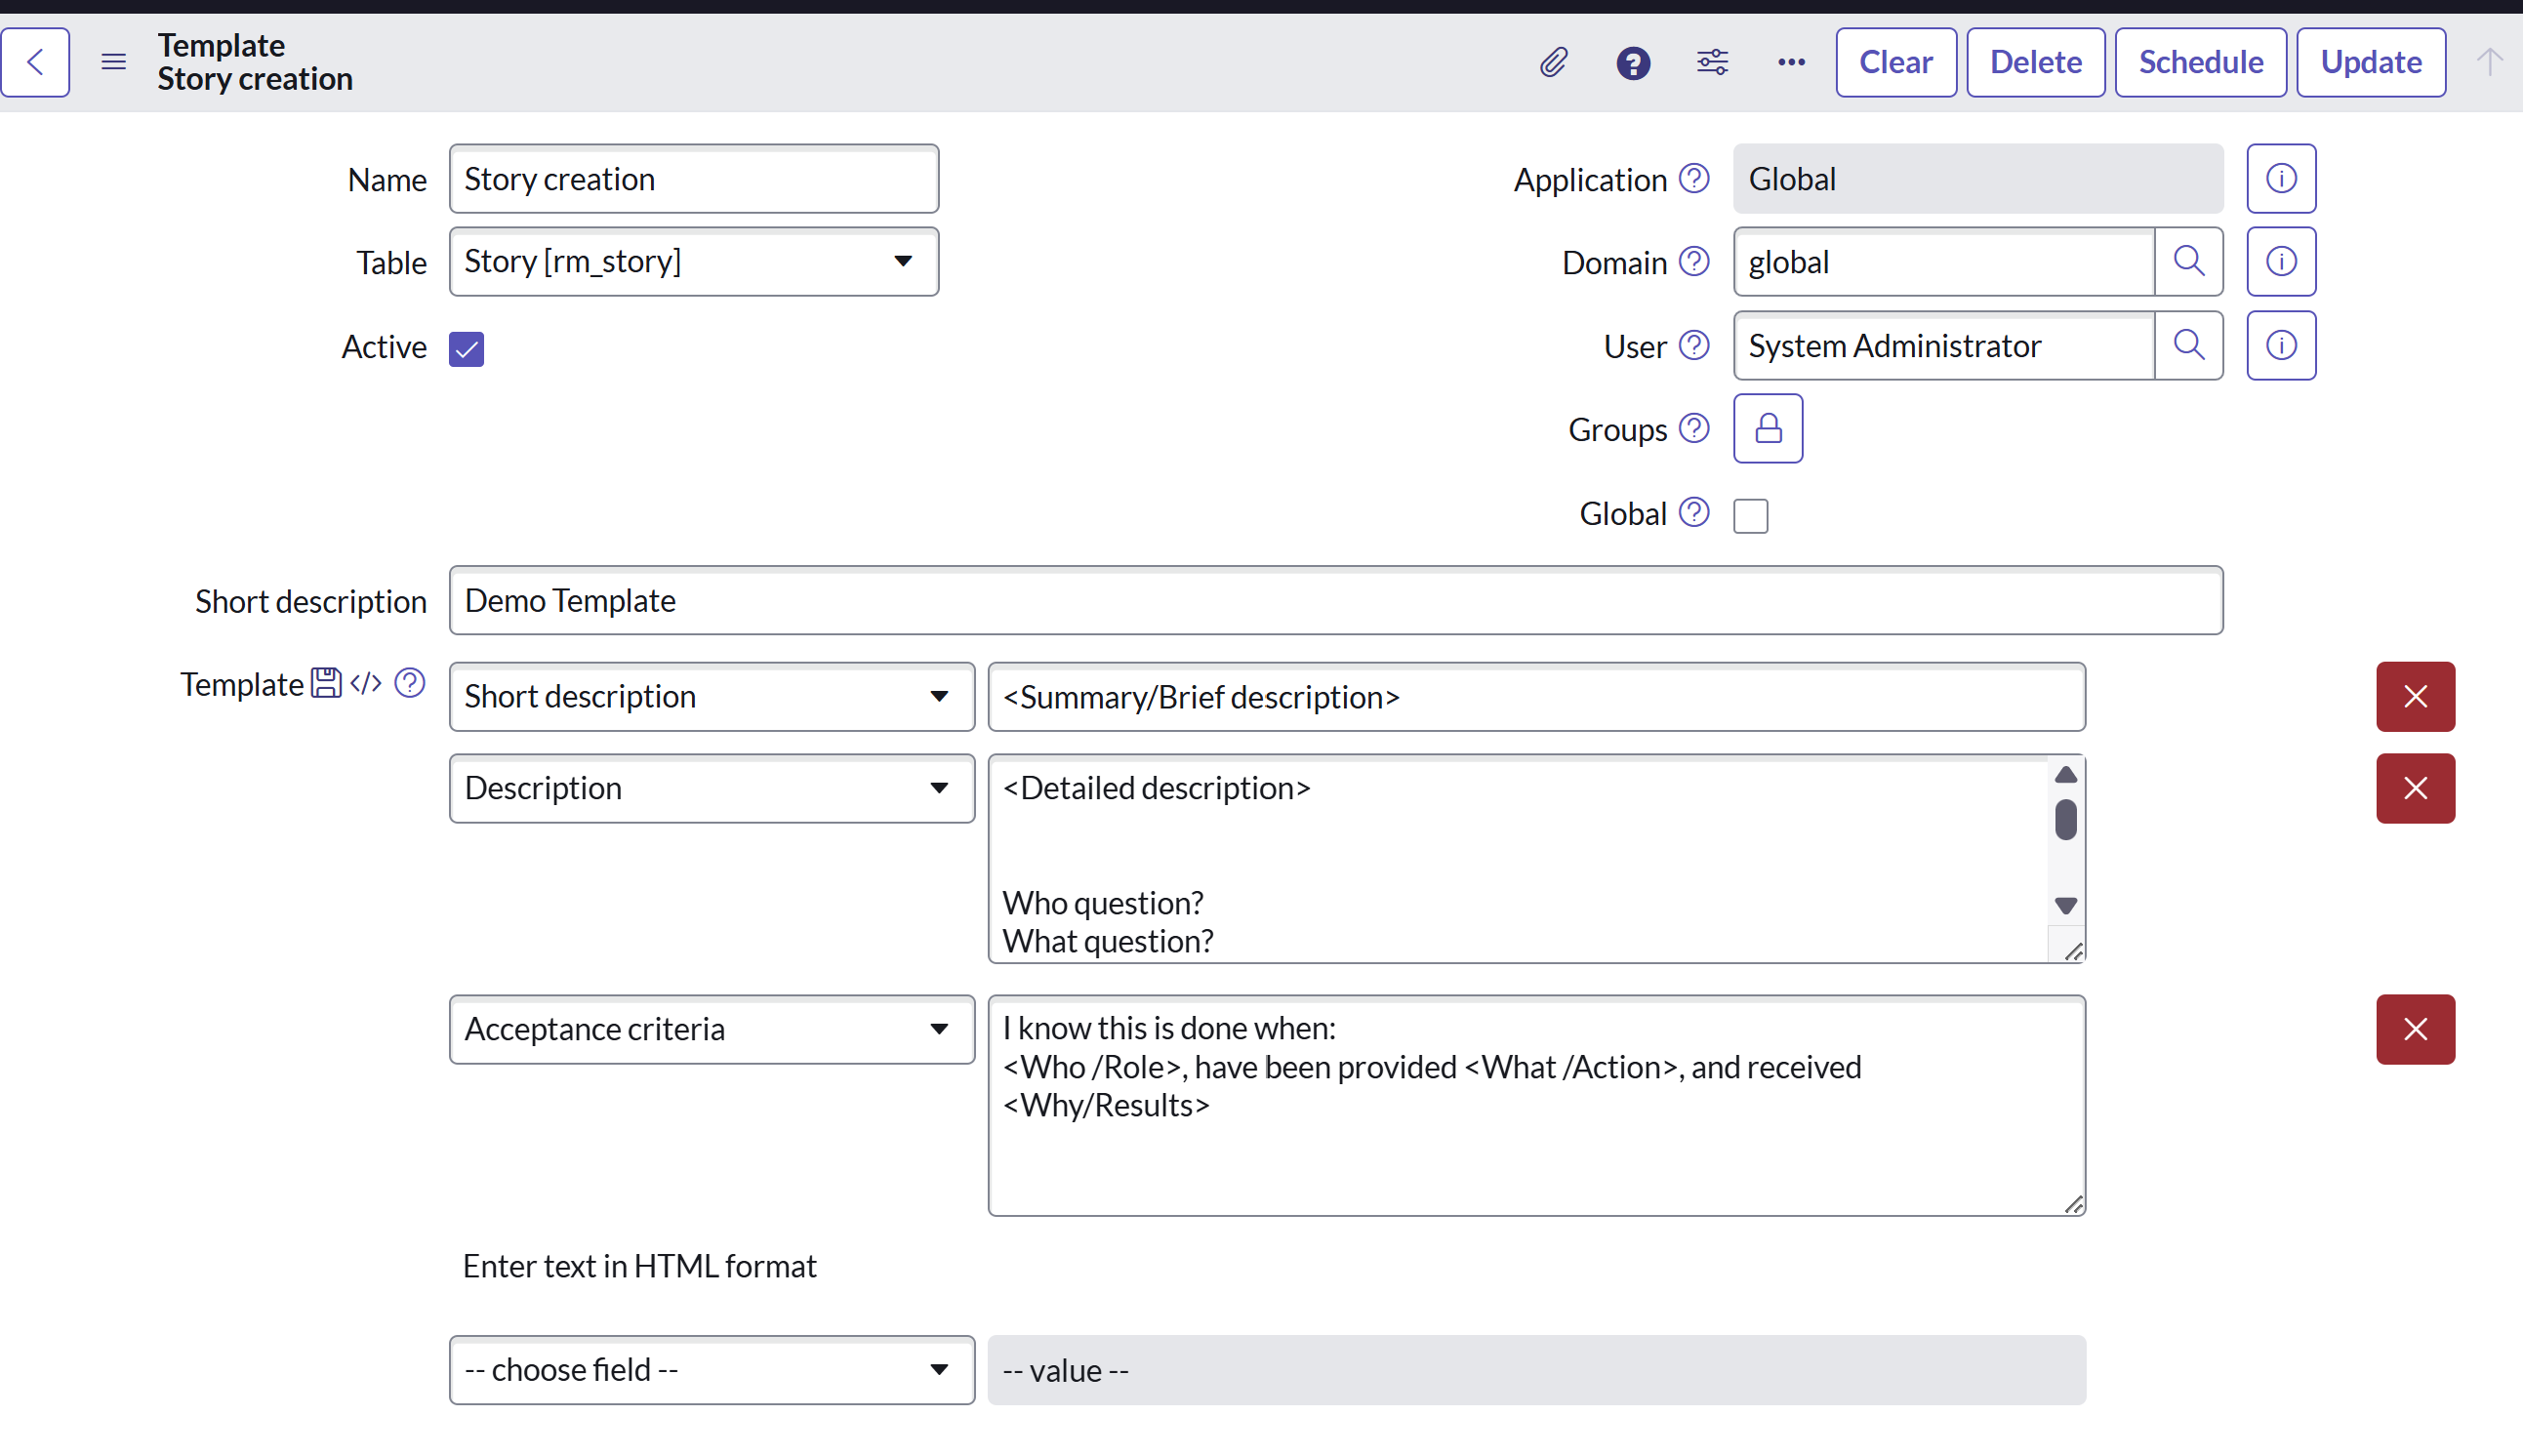 Template
Story creation
Clear
Delete
Schedule
Update
Name
Story creation
Application
Global
Table
Story [rm_story]
Domain
global
Active
User
System Administrator
Groups
Global
Short description
Demo Template
Template
Short description
<Summary/Brief description>
Description
<Detailed description>
Who question?
What question?
Acceptance criteria
I know this is done when:
<Who /Role>, have been provided <What /Action>, and received
<Why/Results>
Enter text in HTML format
-- choose field --
-- value --